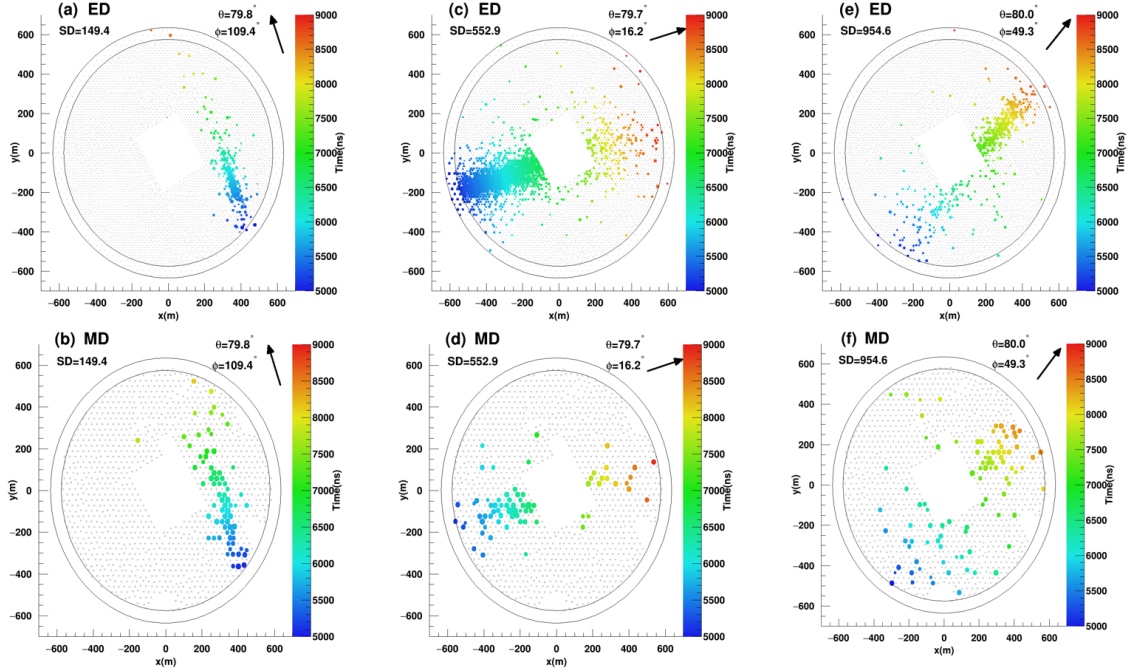 (a) ED
θ=79.8°
SD=149.4
φ=109.4°
600
400
200
0
−200
−400
−600
y(m)
−600 −400 −200 0 200 400 600
x(m)
9000
8500
8000
7500
7000
6500
6000
5500
5000
Time(ns)
(c) ED
θ=79.7°
SD=552.9
φ=16.2°
600
400
200
0
−200
−400
−600
y(m)
−600 −400 −200 0 200 400 600
x(m)
9000
8500
8000
7500
7000
6500
6000
5500
5000
Time(ns)
(e) ED
θ=80.0°
SD=954.6
φ=49.3°
600
400
200
0
−200
−400
−600
y(m)
−600 −400 −200 0 200 400 600
x(m)
9000
8500
8000
7500
7000
6500
6000
5500
5000
Time(ns)
(b) MD
θ=79.8°
SD=149.4
φ=109.4°
600
400
200
0
−200
−400
−600
y(m)
−600 −400 −200 0 200 400 600
x(m)
9000
8500
8000
7500
7000
6500
6000
5500
5000
Time(ns)
(d) MD
θ=79.7°
SD=552.9
φ=16.2°
600
400
200
0
−200
−400
−600
y(m)
−600 −400 −200 0 200 400 600
x(m)
9000
8500
8000
7500
7000
6500
6000
5500
5000
Time(ns)
(f) MD
θ=80.0°
SD=954.6
φ=49.3°
600
400
200
0
−200
−400
−600
y(m)
−600 −400 −200 0 200 400 600
x(m)
9000
8500
8000
7500
7000
6500
6000
5500
5000
Time(ns)